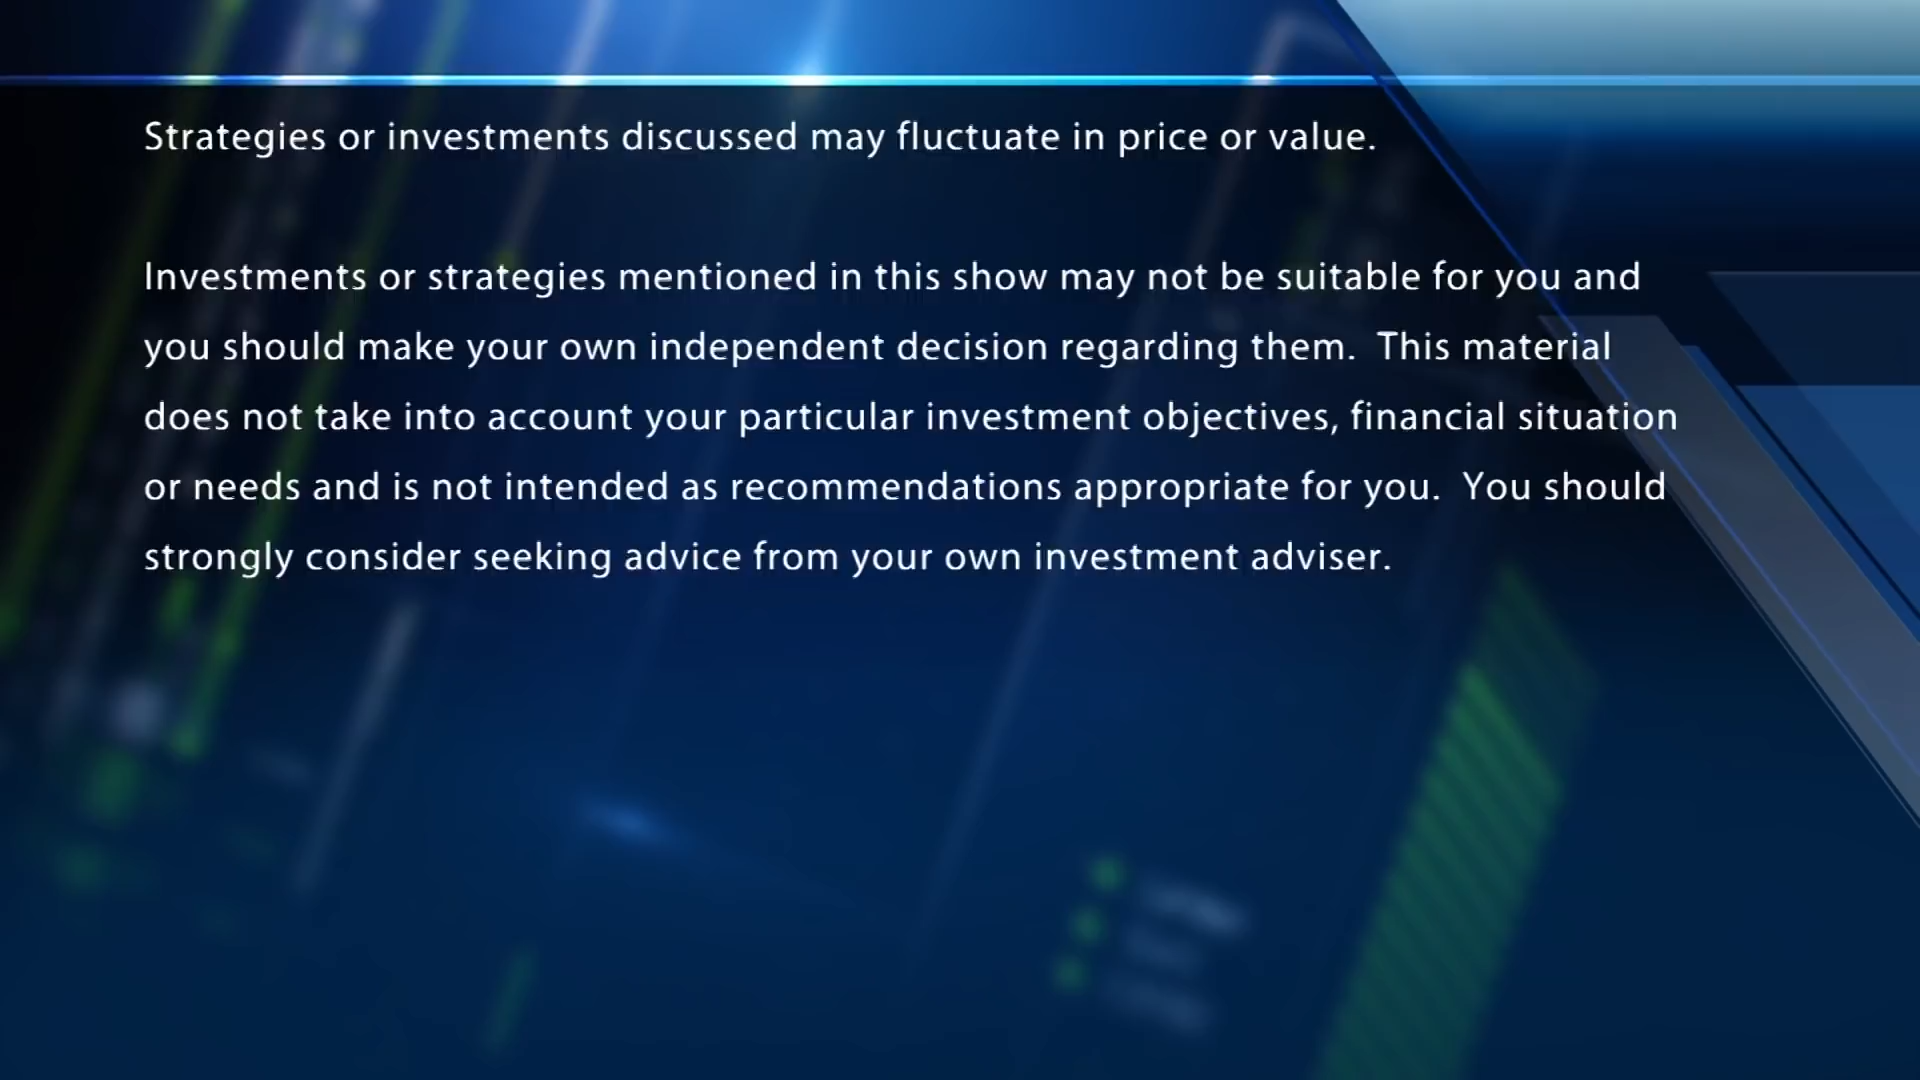 Strategies or investments discussed may fluctuate in price or value.
Investments or strategies mentioned in this show may not be suitable for you and
you should make your own independent decision regarding them.  This material
does not take into account your particular investment objectives, financial situation
or needs and is not intended as recommendations appropriate for you.  You should
strongly consider seeking advice from your own investment adviser.